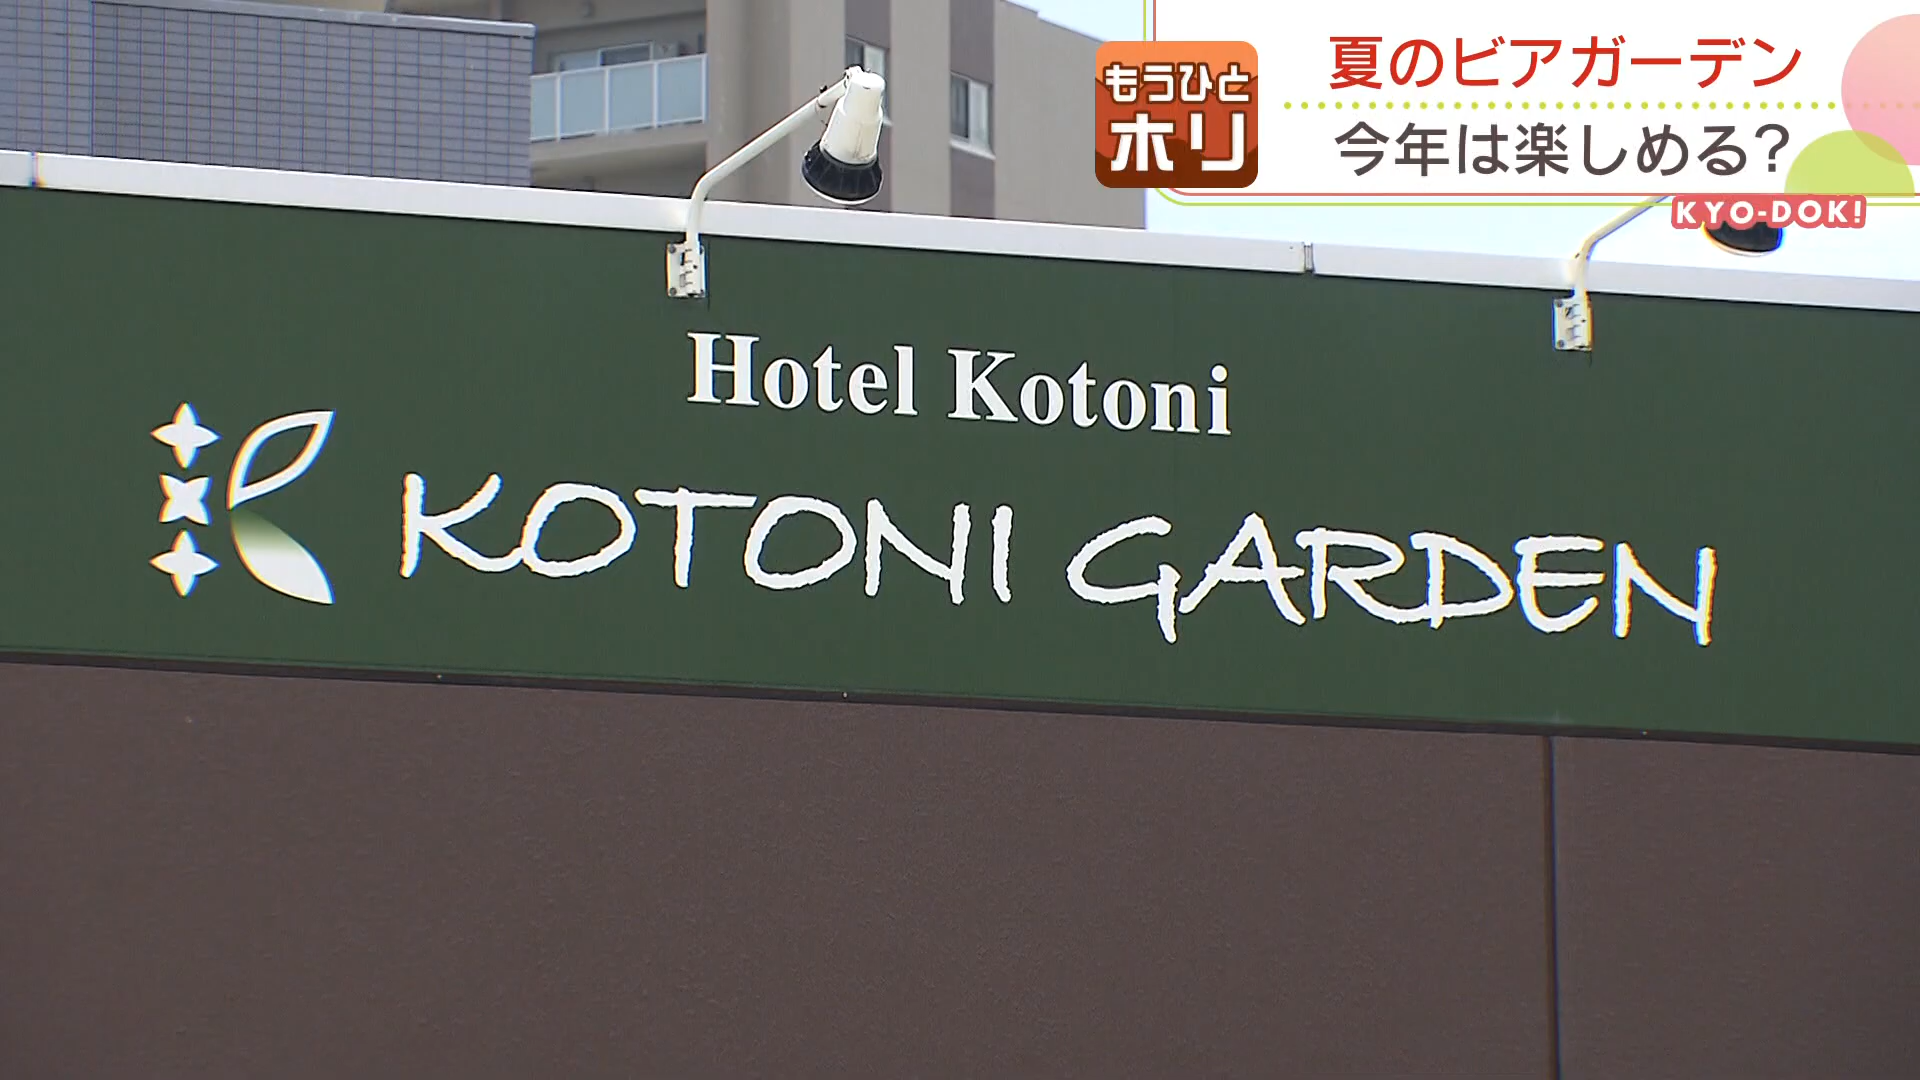 もうひと
ホリ
夏のビアガーデン
今年は楽しめる?
KYO-DOK!
Hotel Kotoni
KOTONI GARDEN